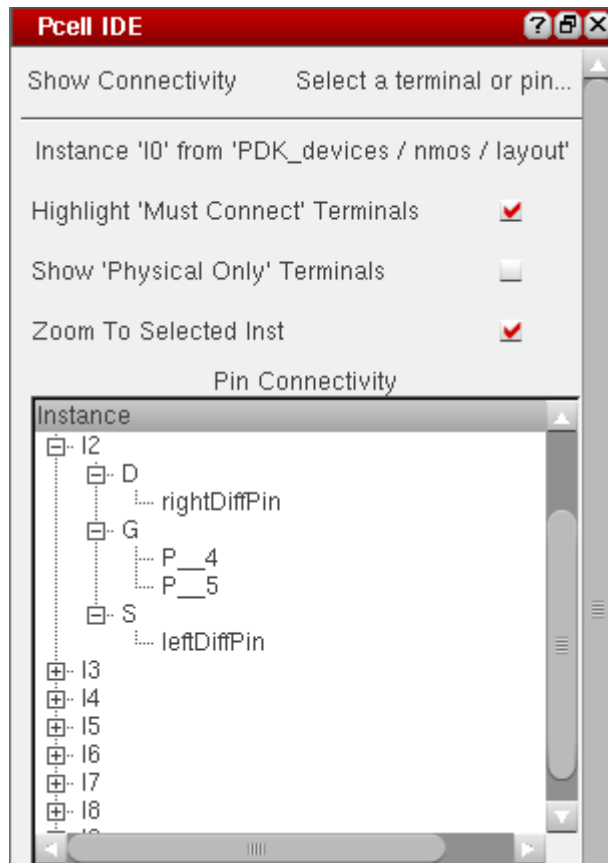 Pcell IDE
Show Connectivity Select a terminal or pin...
Instance 'I0' from 'PDK_devices / nmos / layout'
Highlight 'Must Connect' Terminals
Show 'Physical Only' Terminals
Zoom To Selected Inst
Pin Connectivity
Instance
I2
D
rightDiffPin
G
P__4
P__5
S
leftDiffPin
I3
I4
I5
I6
I7
I8